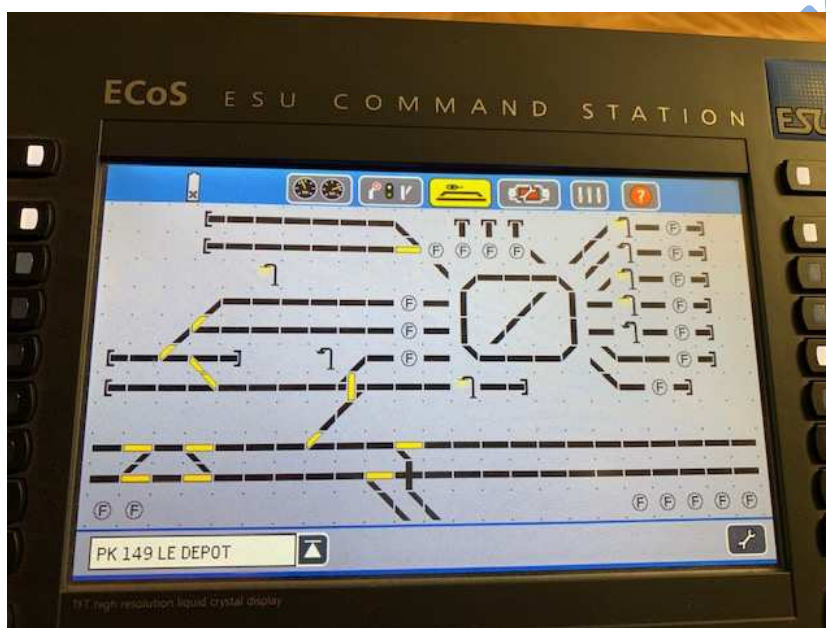 ECoS ESU COMMAND STATION
ESU
?
F F F F F
F
F
F
F F
F
F F
F
F
F F F F F F F
PK 149 LE DEPOT
TFT high resolution liquid crystal display